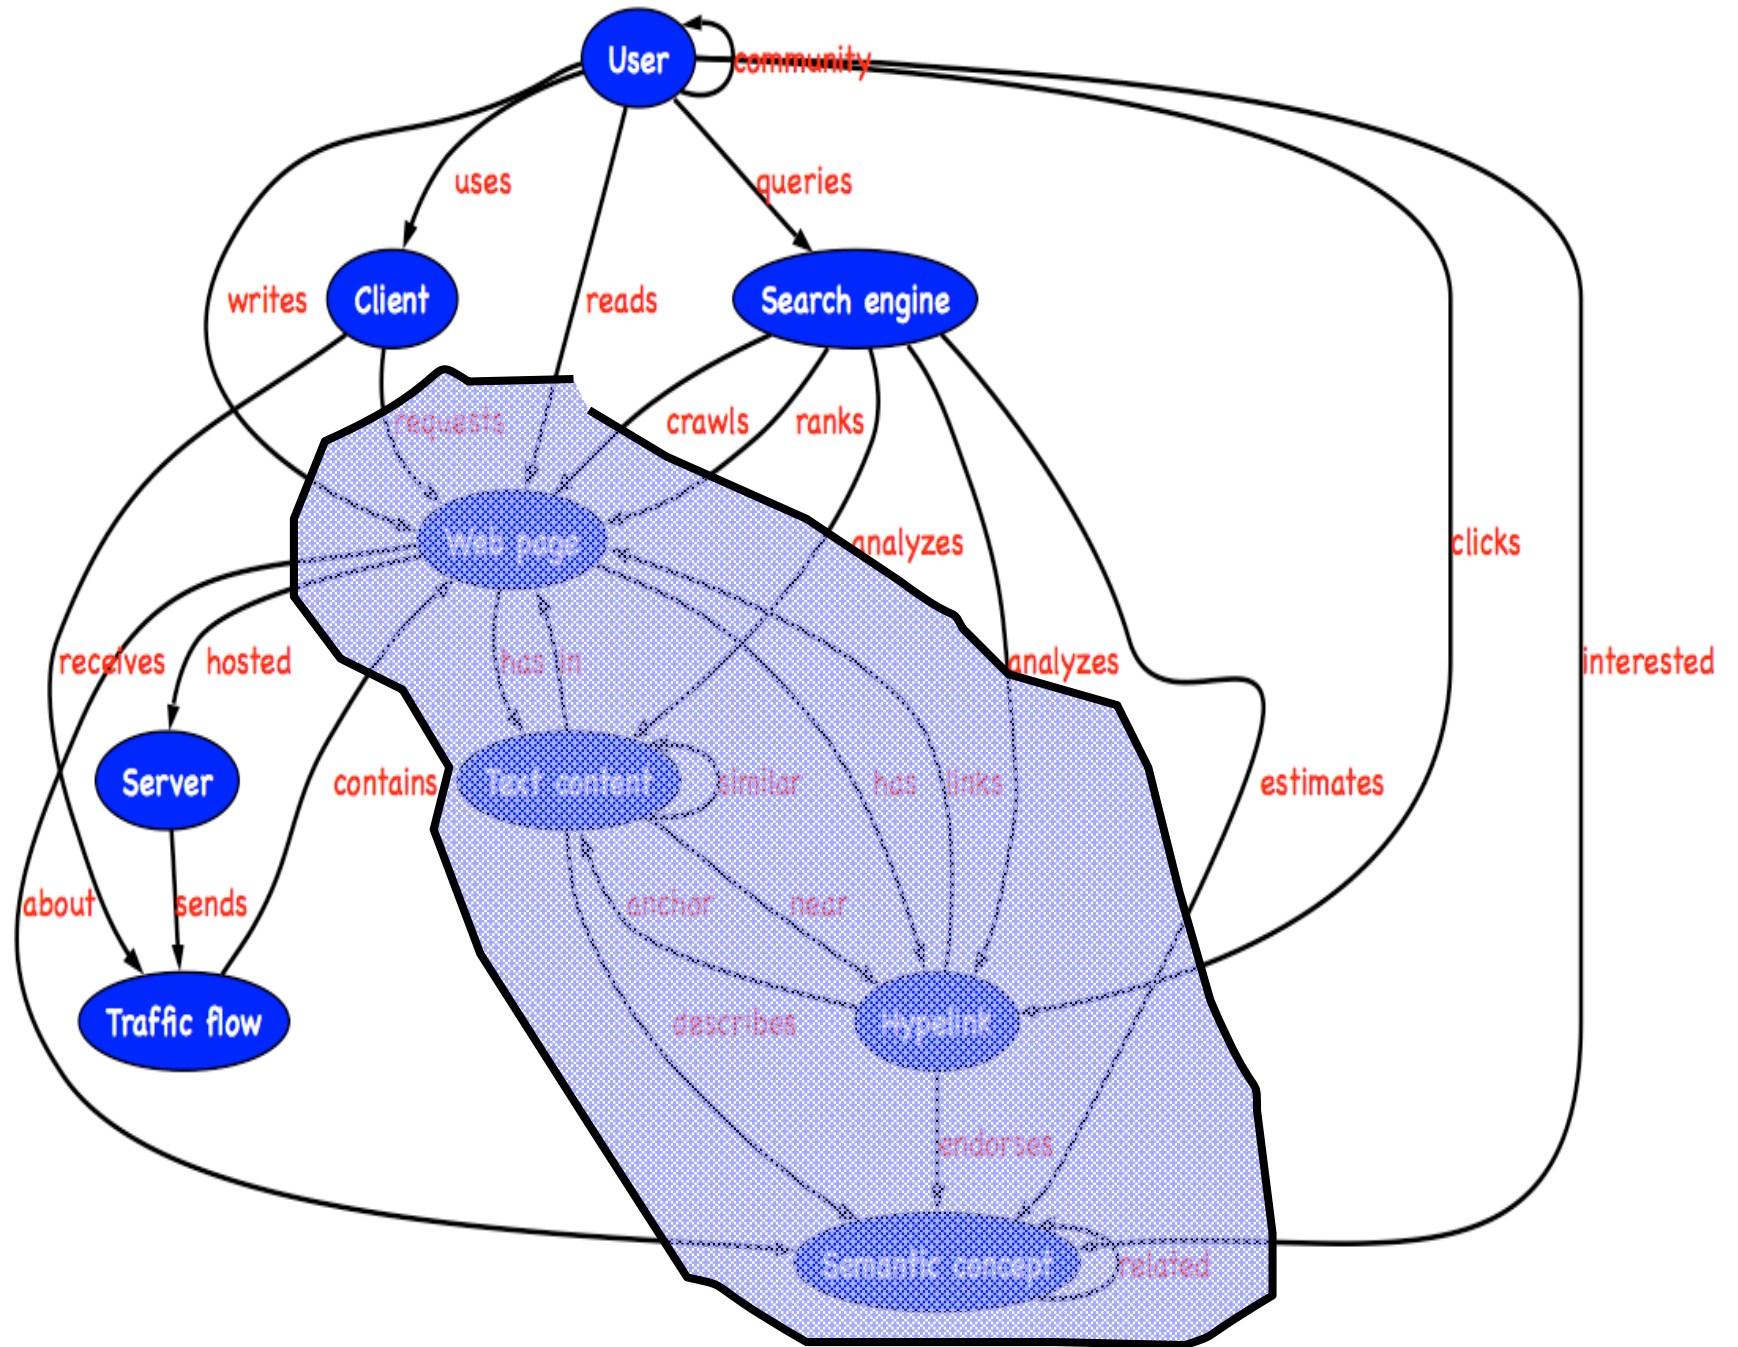 User
community
uses
queries
writes
Client
reads
Search engine
requests
crawls
ranks
Web page
analyzes
clicks
receives
hosted
has
in
analyzes
interested
Server
contains
Text content
similar
has
links
estimates
about
sends
anchor
near
Traffic flow
describes
Hypelink
endorses
Semantic concept
related